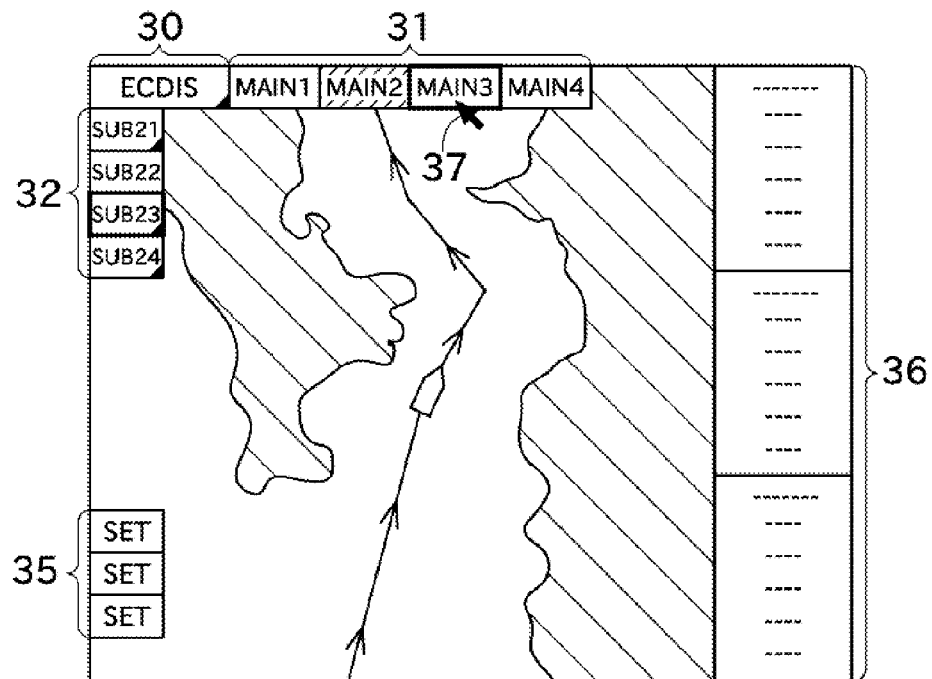 30 31
ECDIS MAIN1 MAIN2 MAIN3 MAIN4
37
32
SUB21
SUB22
SUB23
SUB24
36
35
SET
SET
SET